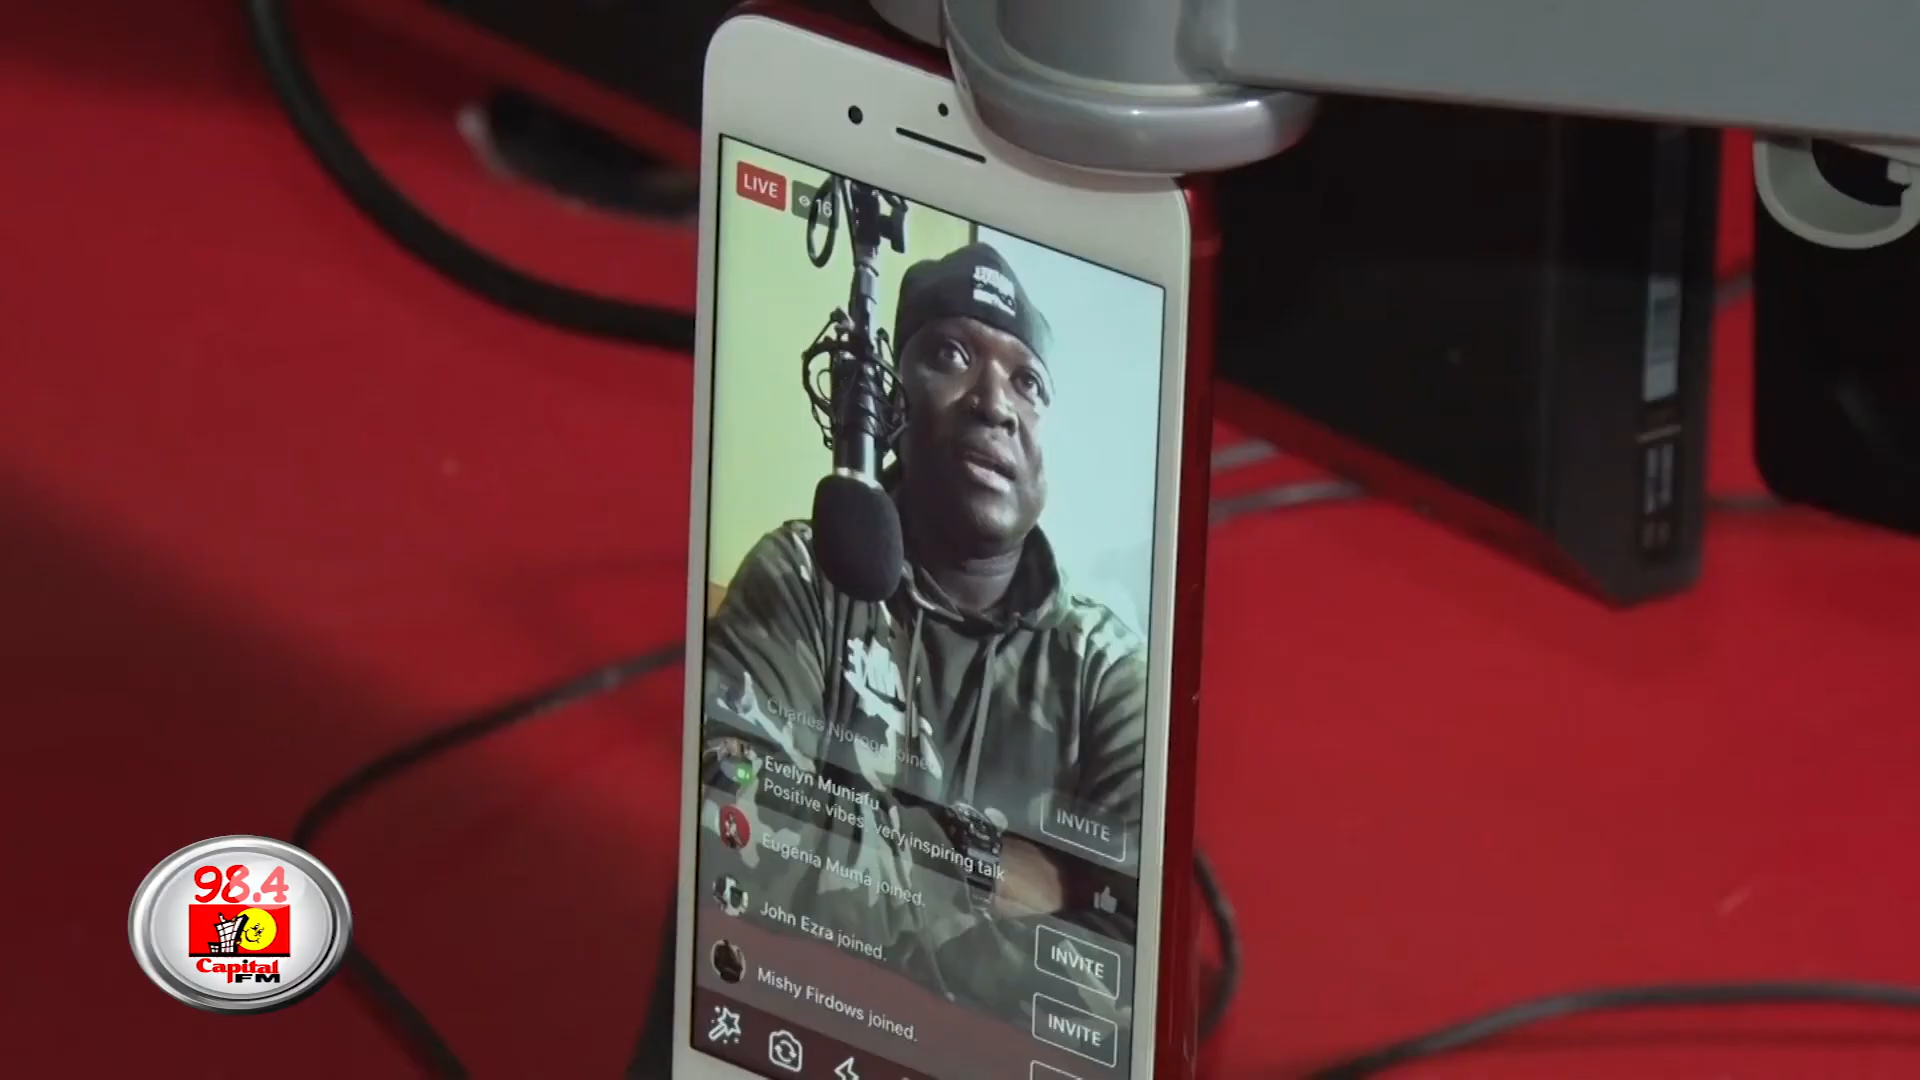 LIVE
16
Charles Njoroge joined.
Evelyn Muniafu
Positive vibes, very inspiring talk
INVITE
Eugenia Muma joined.
John Ezra joined.
INVITE
Mishy Firdows joined.
INVITE
98.4
Capital
FM